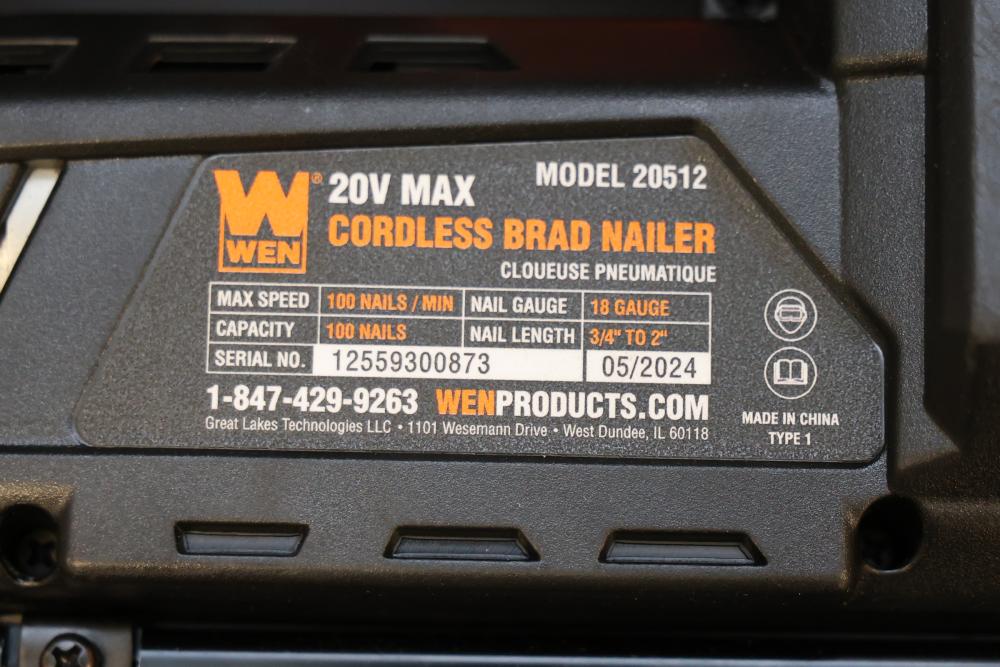 WEN®
20V MAX
MODEL 20512
CORDLESS BRAD NAILER
CLOUEUSE PNEUMATIQUE
MAX SPEED 100 NAILS / MIN NAIL GAUGE 18 GAUGE
CAPACITY 100 NAILS NAIL LENGTH 3/4" TO 2"
SERIAL NO. 12559300873 05/2024
1-847-429-9263 WENPRODUCTS.COM
Great Lakes Technologies LLC • 1101 Wesemann Drive • West Dundee, IL 60118
MADE IN CHINA
TYPE 1